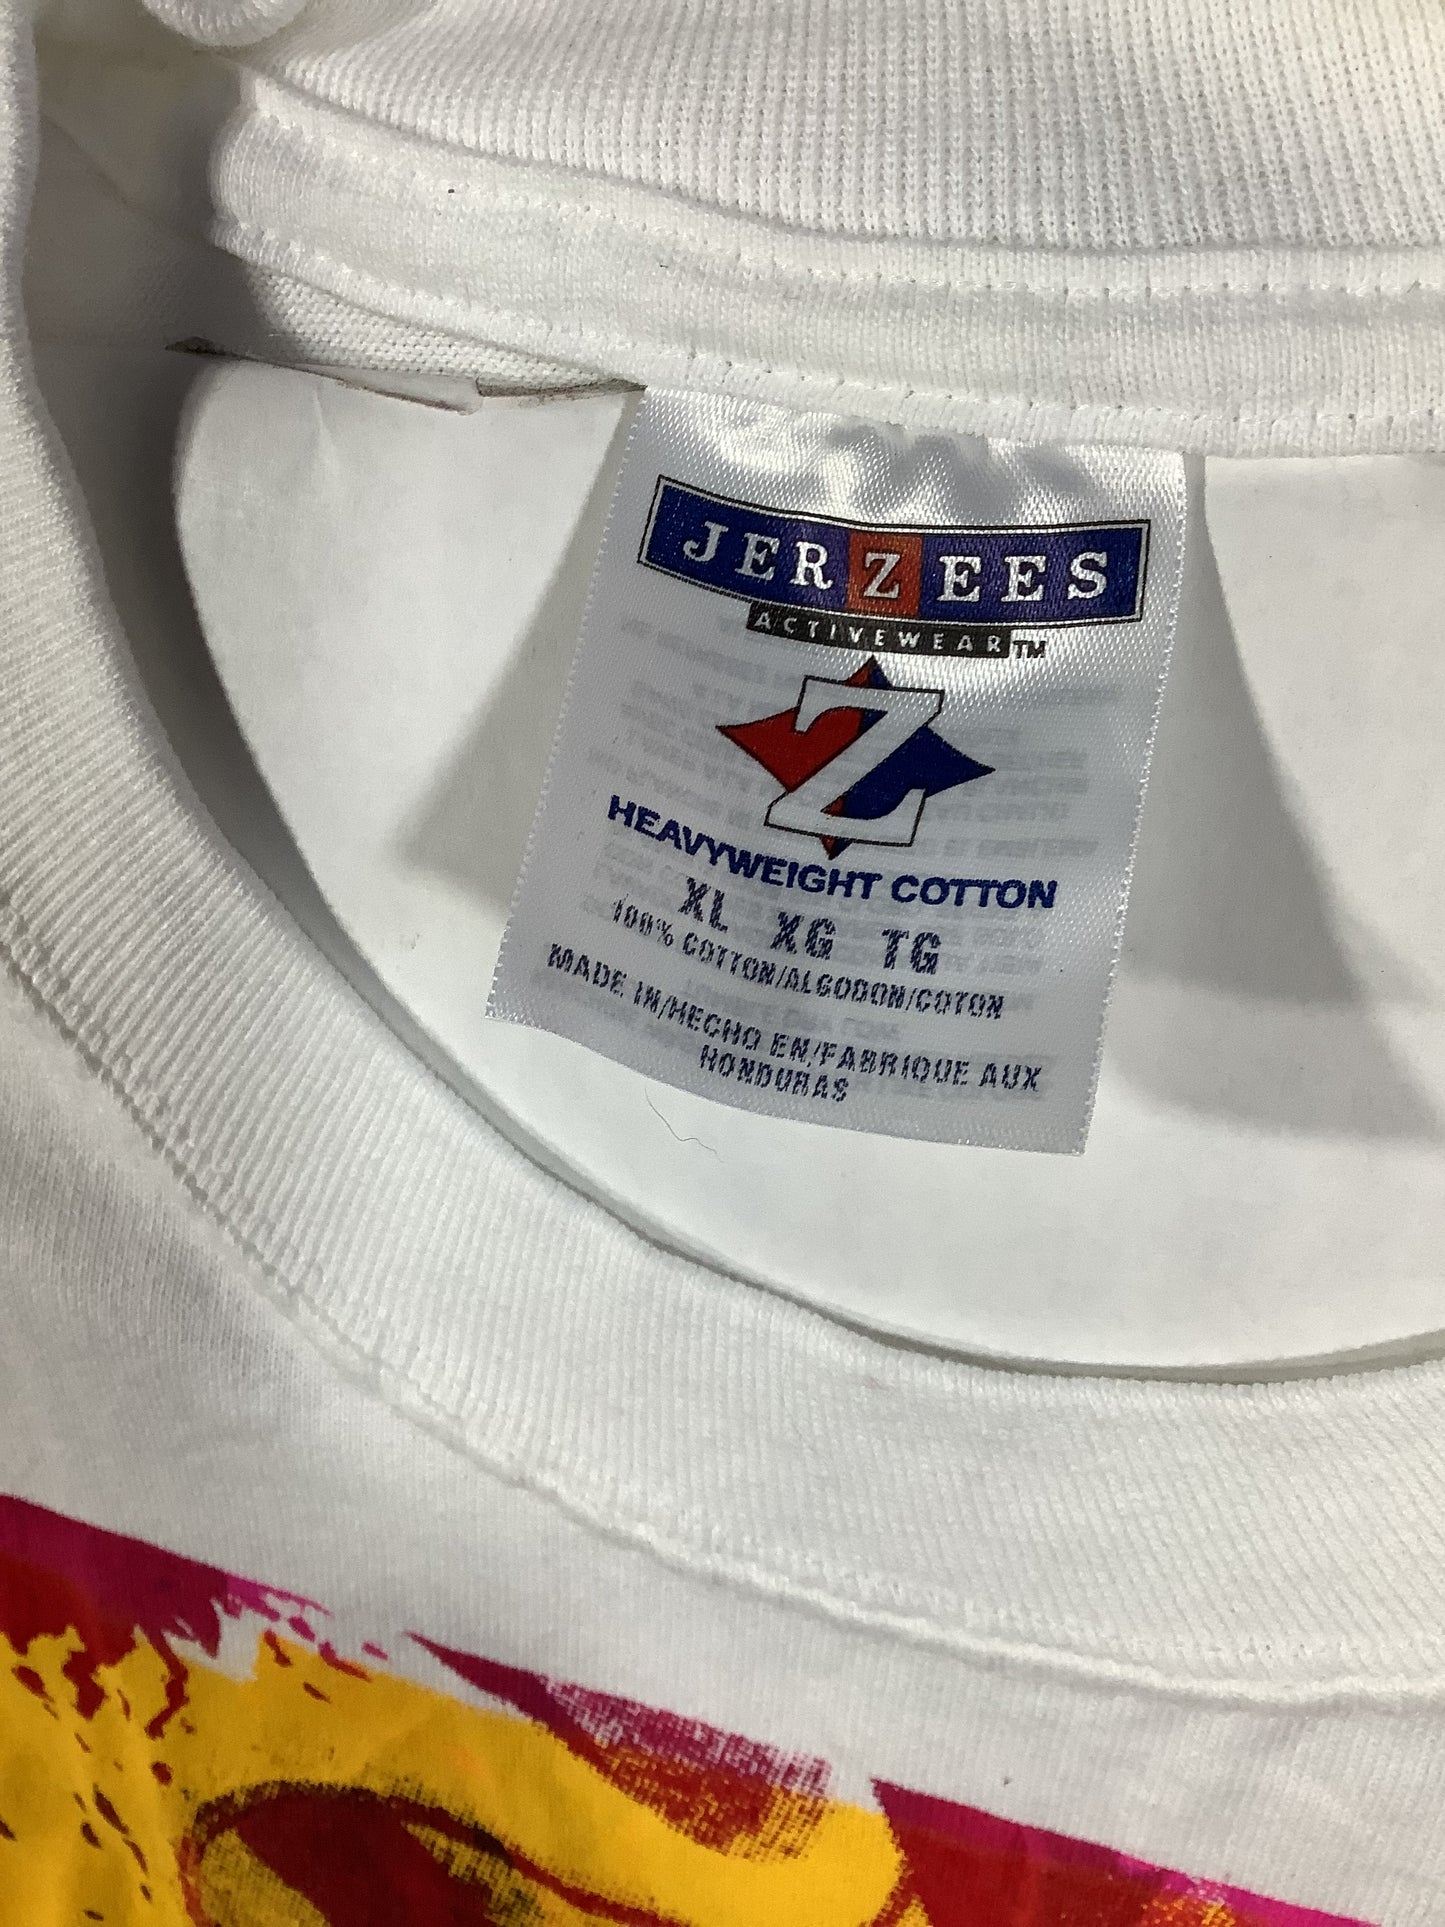 JERZEES
ACTIVEWEAR™
Z
HEAVYWEIGHT COTTON
XL XG TG
100% COTTON/ALGODON/COTON
MADE IN/HECHO EN/FABRIQUE AUX
HONDURAS